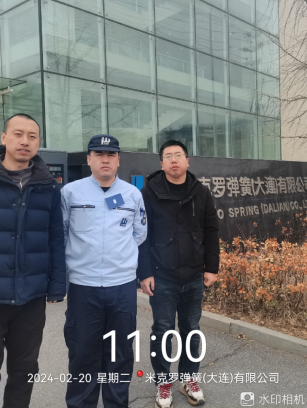 克罗弹簧(大连)有限公
O SPRING (DALIAN) CO.,L
11:00
2024-02-20 星期二 米克罗弹簧(大连)有限公司
水印相机